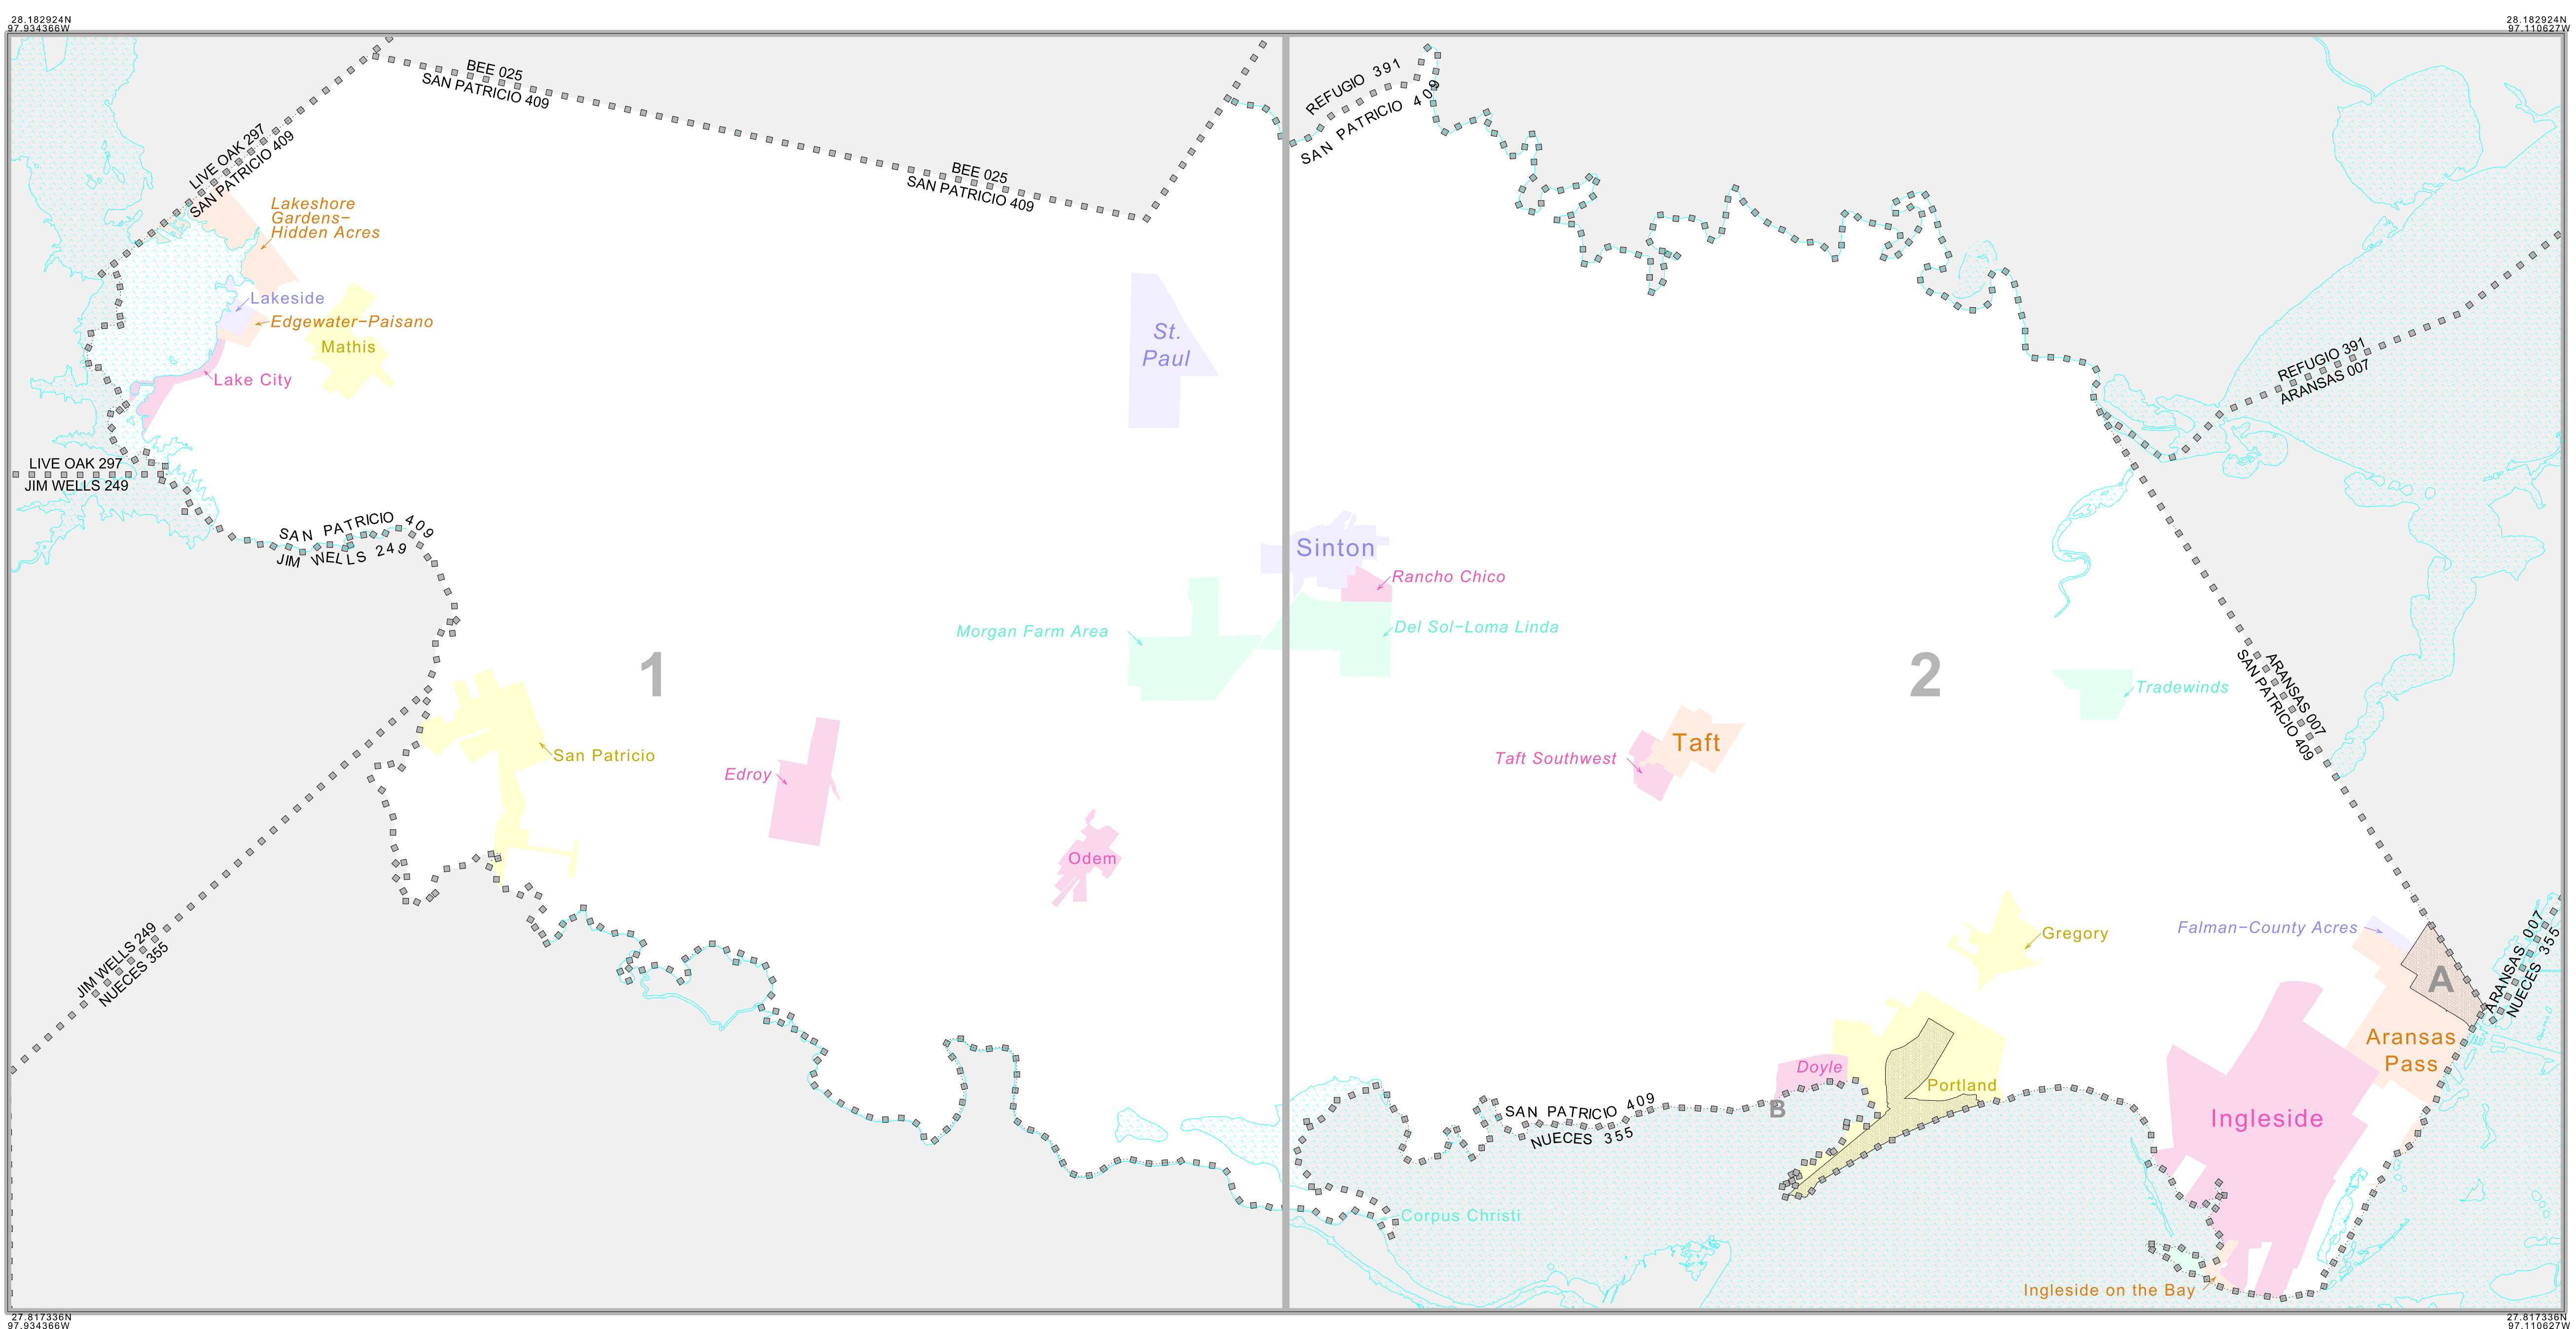 28.182924N
97.934366W
28.182924N
97.110627W
BEE 025
SAN PATRICIO 409
REFUGIO 391
SAN PATRICIO 409
LIVE OAK 297
SAN PATRICIO 409
BEE 025
SAN PATRICIO 409
Lakeshore
Gardens-
Hidden Acres
Lakeside
Edgewater-Paisano
Mathis
Lake City
St.
Paul
REFUGIO 391
ARANSAS 007
LIVE OAK 297
JIM WELLS 249
SAN PATRICIO 409
JIM WELLS 249
Sinton
Rancho Chico
Morgan Farm Area
Del Sol-Loma Linda
1
2
ARANSAS 007
SAN PATRICIO 409
Tradewinds
San Patricio
Edroy
Taft
Taft Southwest
Odem
JIM WELLS 249
NUECES 355
Gregory
Falman-County Acres
A
ARANSAS 007
NUECES 355
Aransas
Pass
Doyle
Portland
B
SAN PATRICIO 409
NUECES 355
Ingleside
Corpus Christi
Ingleside on the Bay
27.817336N
97.934366W
27.817336N
97.110627W